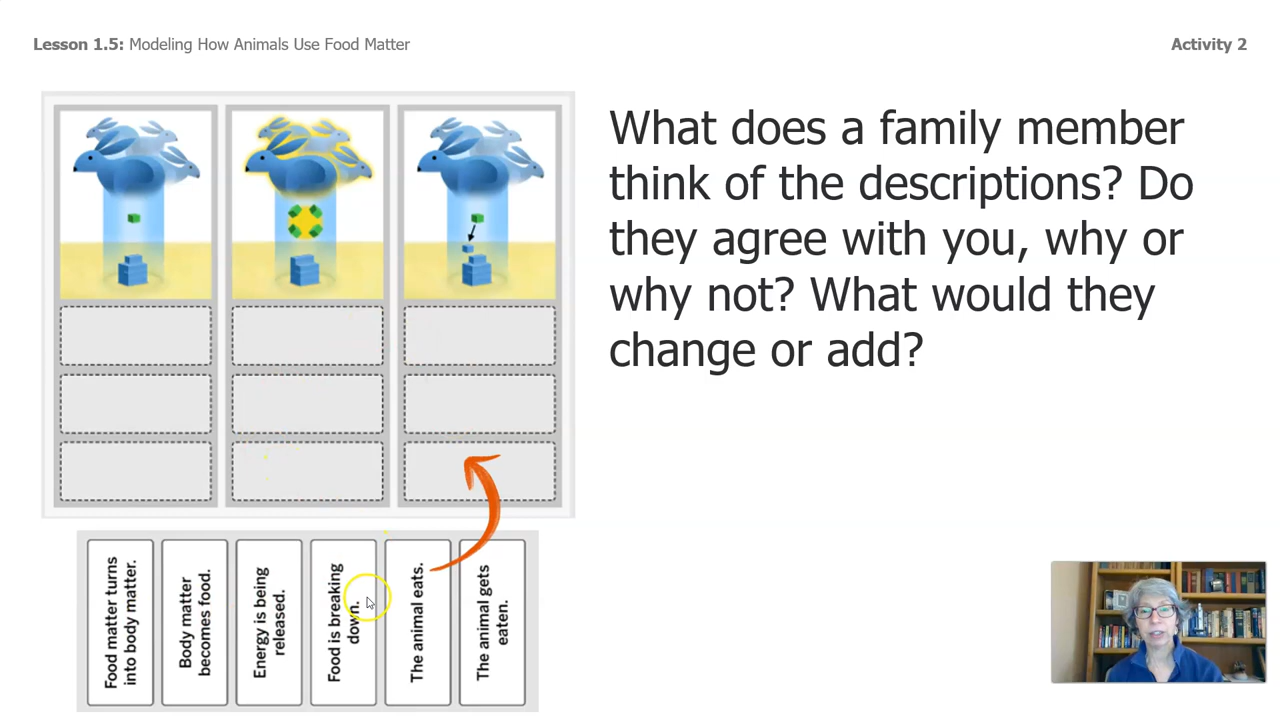 Lesson 1.5: Modeling How Animals Use Food Matter
Activity 2
What does a family member
think of the descriptions? Do
they agree with you, why or
why not? What would they
change or add?
Food matter turns
into body matter.
Body matter
becomes food.
Energy is being
released.
Food is breaking
down.
The animal eats.
The animal gets
eaten.